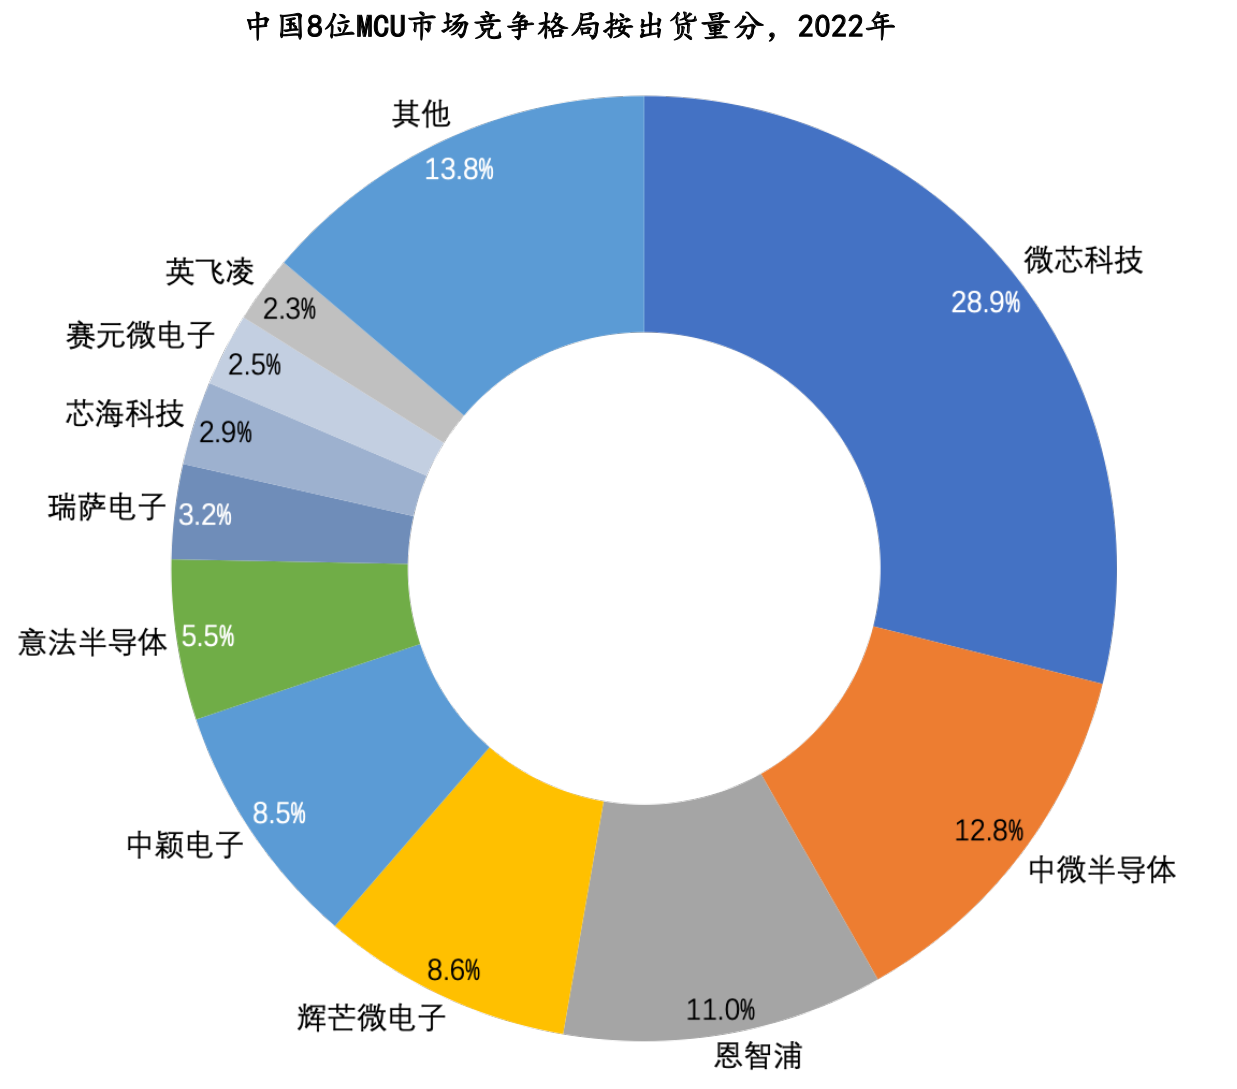 中国8位MCU市场竞争格局按出货量分，2022年
其他
13.8%
微芯科技
28.9%
英飞凌
2.3%
赛元微电子
2.5%
芯海科技
2.9%
瑞萨电子
3.2%
意法半导体
5.5%
中颖电子
8.5%
中微半导体
12.8%
辉芒微电子
8.6%
恩智浦
11.0%